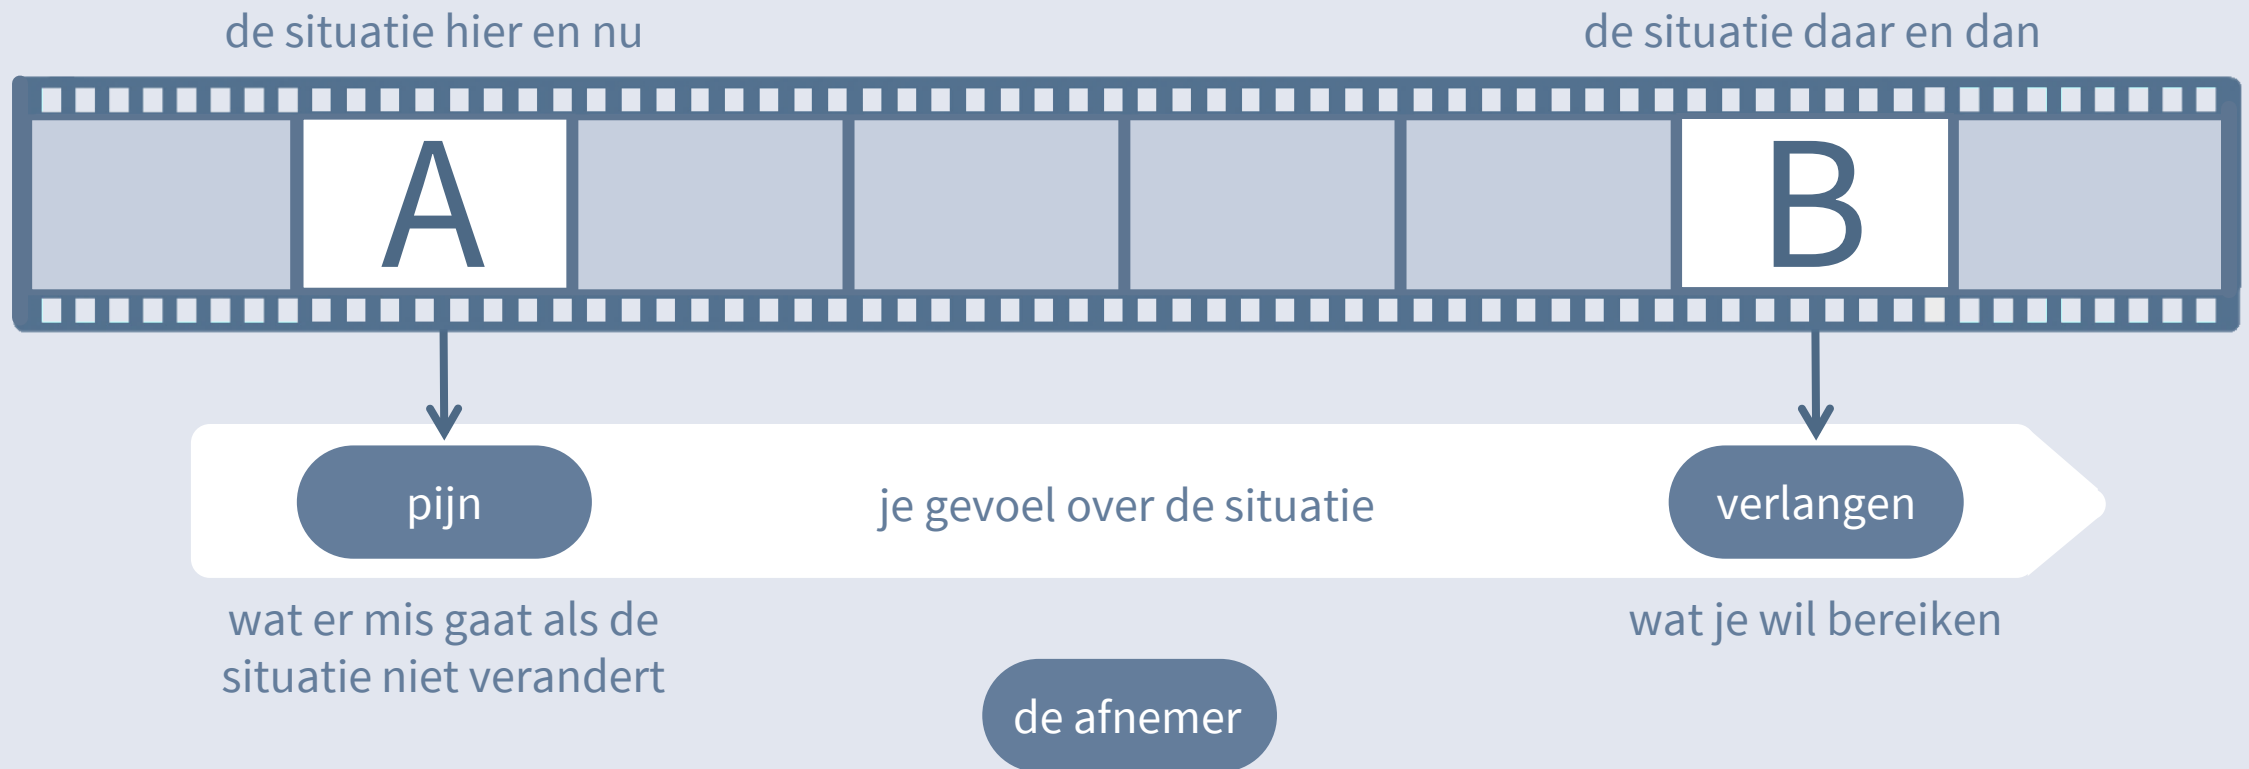 de situatie hier en nu
de situatie daar en dan
A
B
pijn
je gevoel over de situatie
verlangen
wat er mis gaat als de
situatie niet verandert
wat je wil bereiken
de afnemer